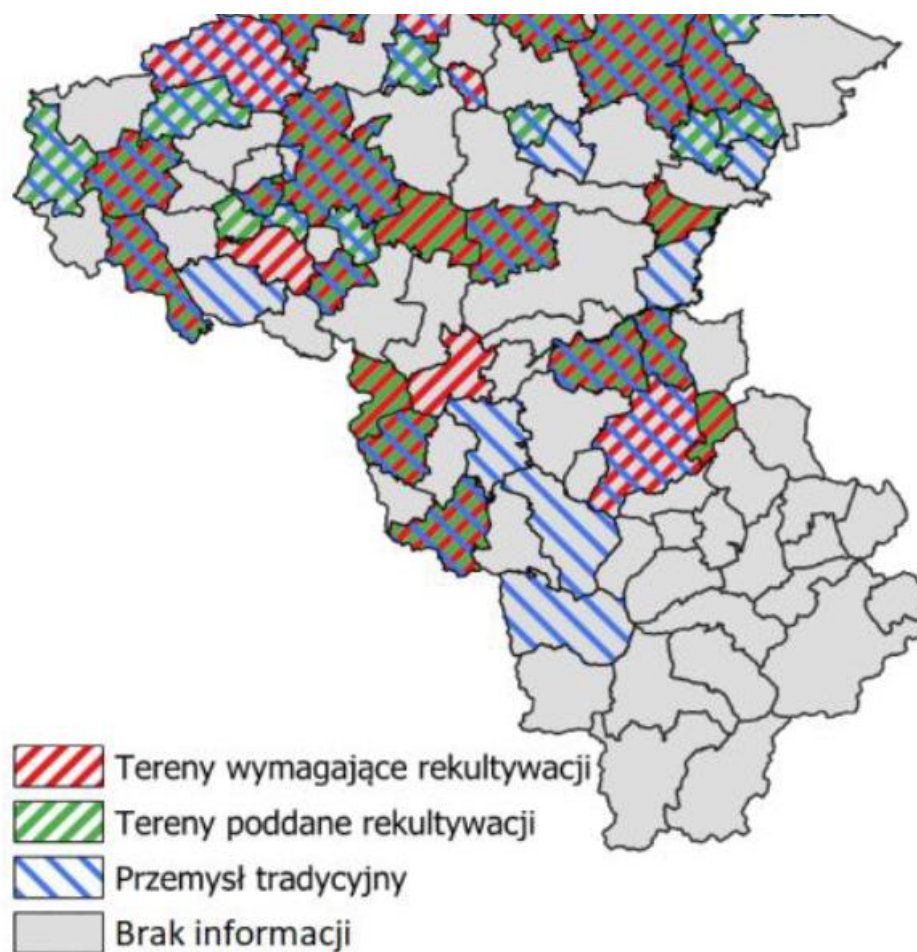 Tereny wymagające rekultywacji
Tereny poddane rekultywacji
Przemysł tradycyjny
Brak informacji